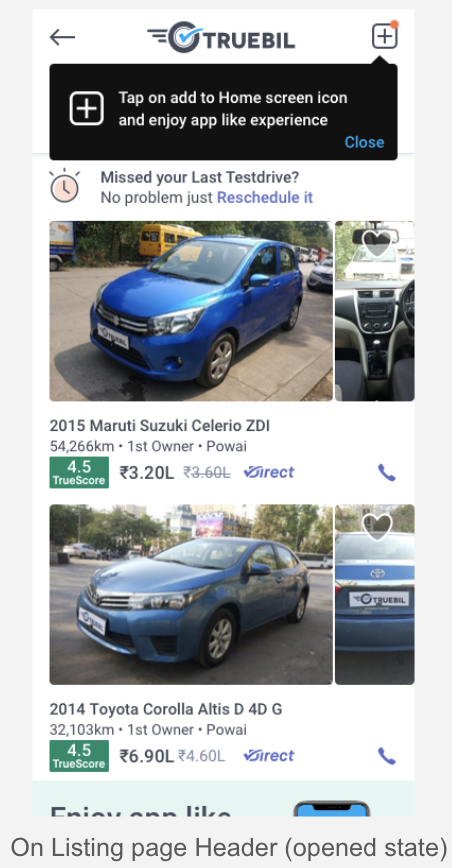 TRUEBIL
Tap on add to Home screen icon
and enjoy app like experience
Close
Missed your Last Testdrive?
No problem just Reschedule it
TRUEBIL
2015 Maruti Suzuki Celerio ZDI
54,266km • 1st Owner • Powai
4.5
TrueScore
₹3.20L ₹3.60L Direct
TRUEBIL
TRUEBIL
2014 Toyota Corolla Altis D 4D G
32,103km • 1st Owner • Powai
4.5
TrueScore
₹6.90L ₹4.60L Direct
Enjoy app like
On Listing page Header (opened state)